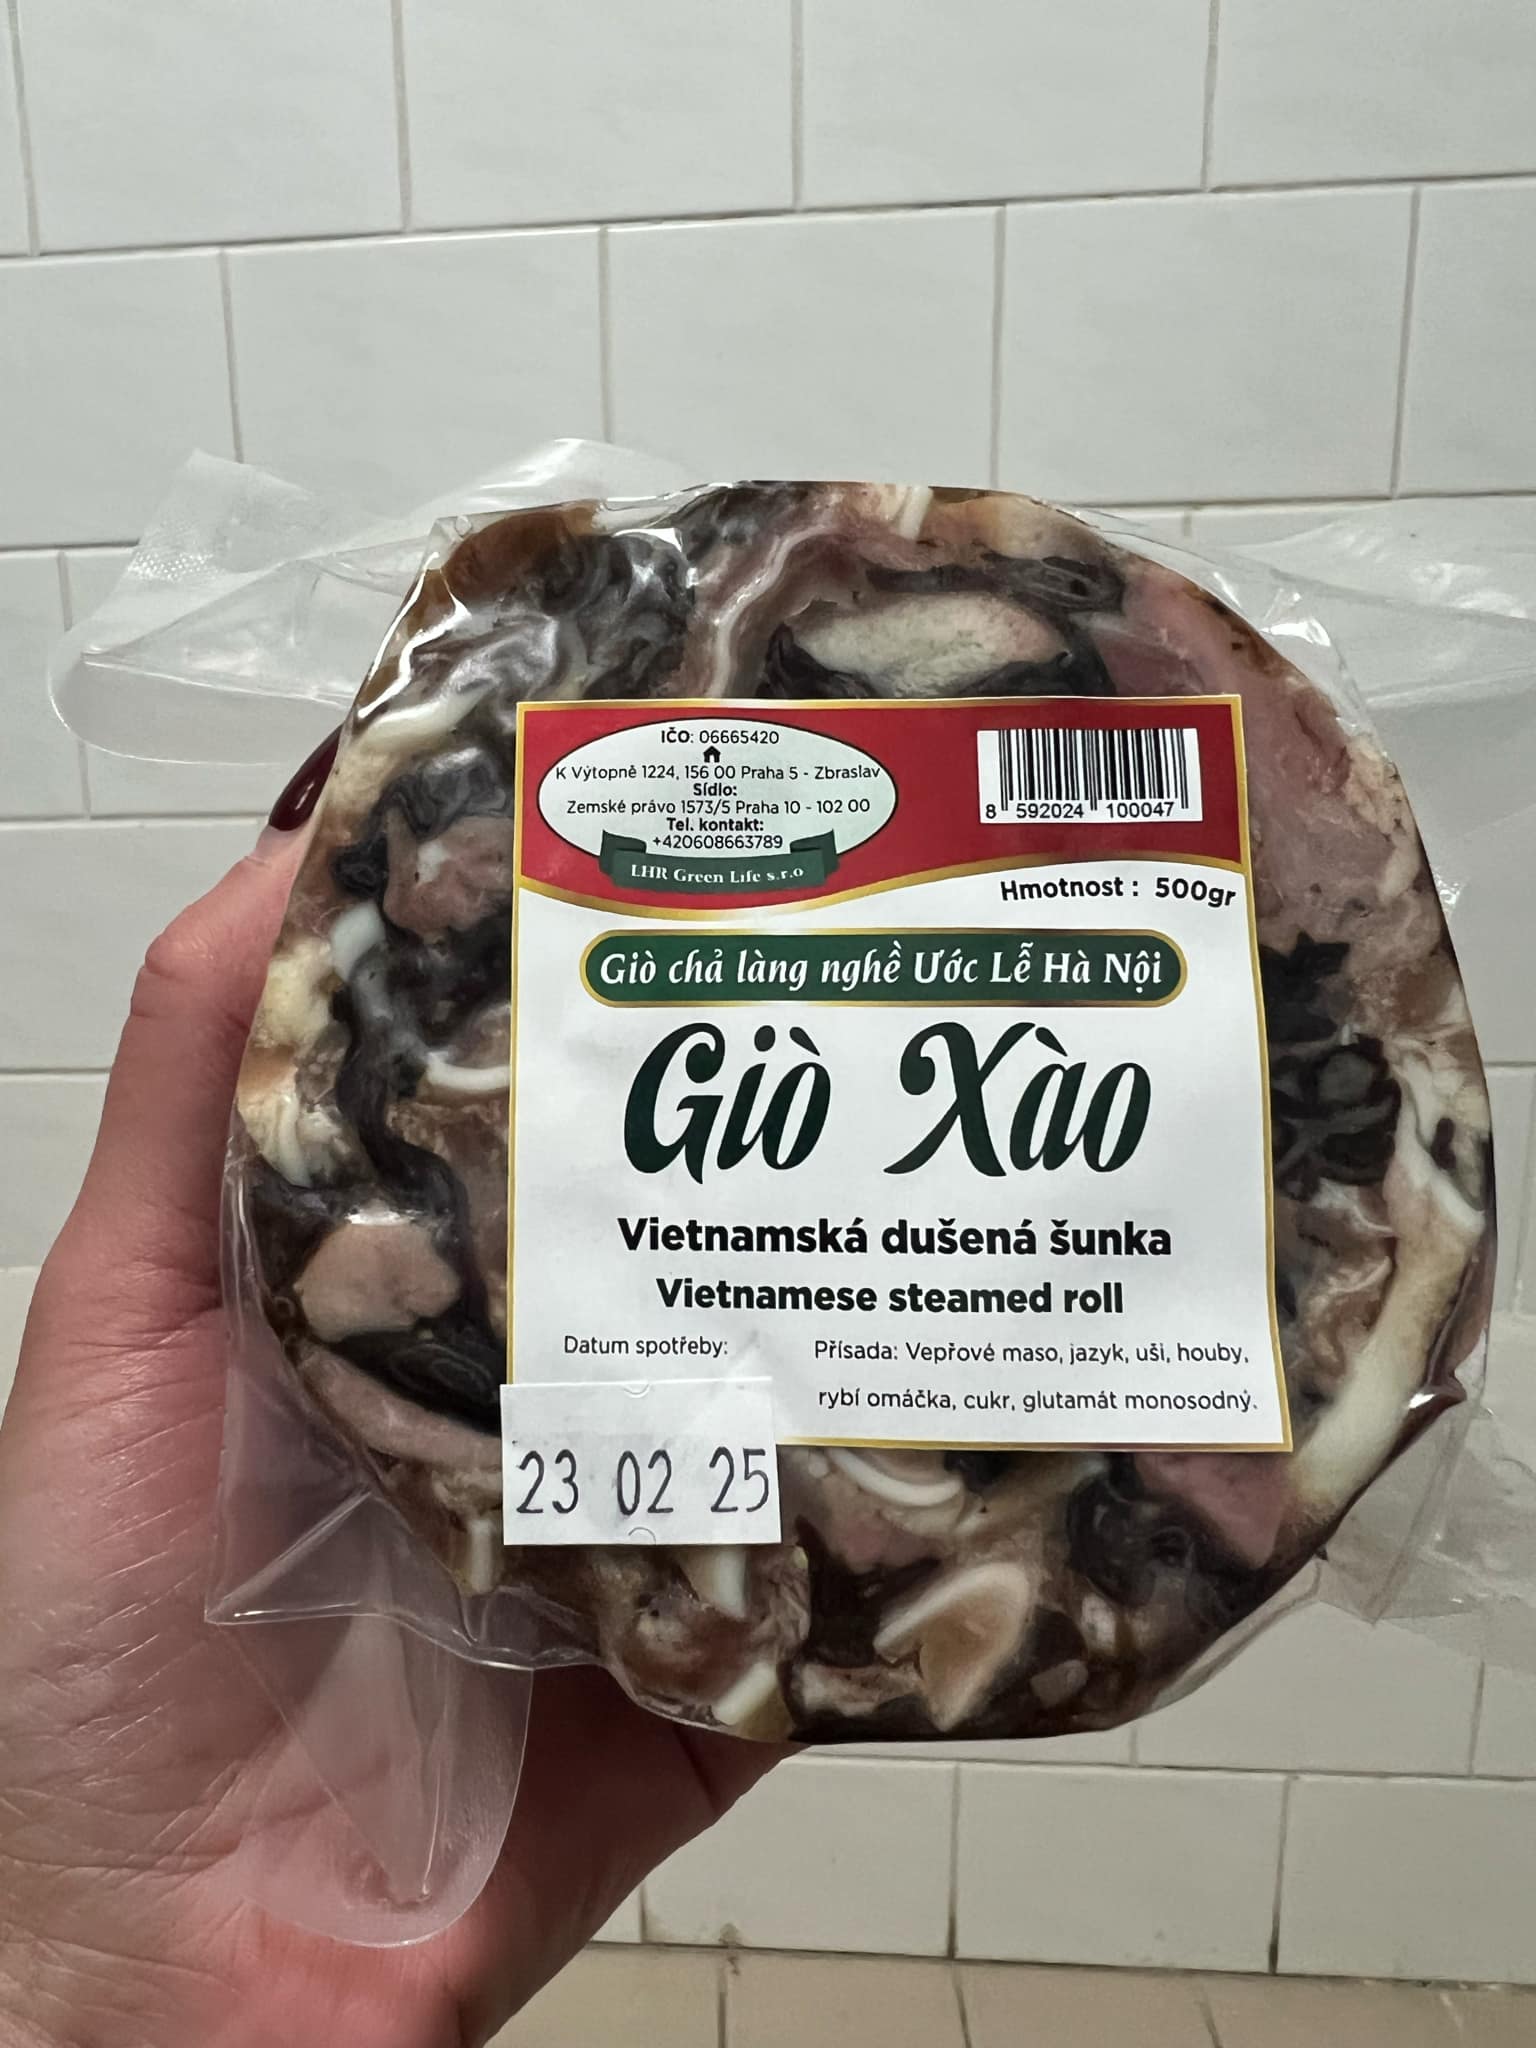 IČO: 06665420
K Výtopně 1224, 156 00 Praha 5 - Zbraslav
Sídlo:
Zemské právo 1573/5 Praha 10 - 102 00
Tel. kontakt:
+420608663789
LHR Green Life s.r.o
8 592024 100047
Hmotnost : 500gr
Giò chả làng nghề Ước Lễ Hà Nội
Giò Xào
Vietnamská dušená šunka
Vietnamese steamed roll
Datum spotřeby:
23 02 25
Přísada: Vepřové maso, jazyk, uši, houby,
rybí omáčka, cukr, glutamát monosodný.